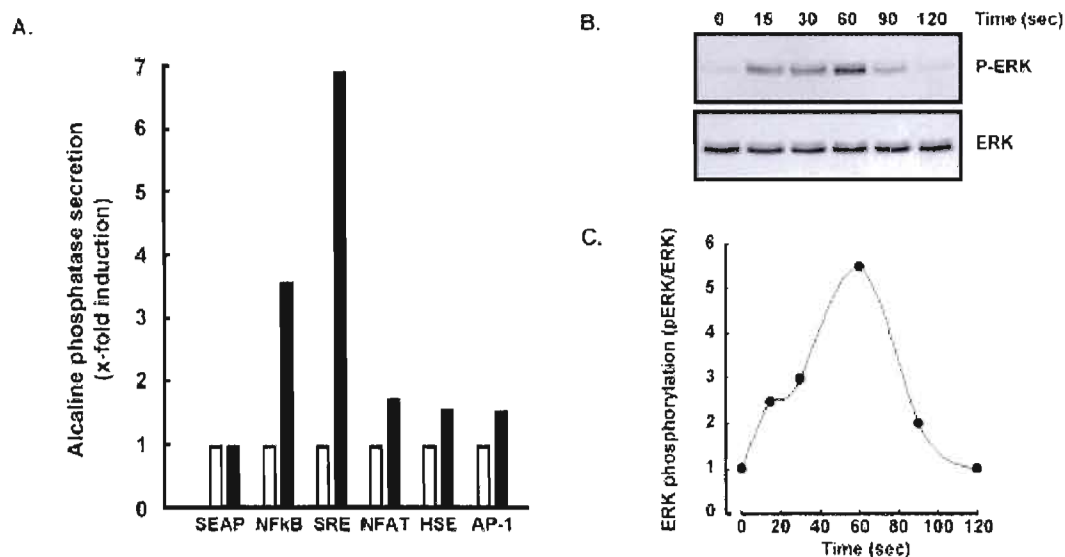 A.
Alcaline phosphatase secretion
(x-fold induction)
7
6
5
4
3
2
1
0
SEAP NFkB SRE NFAT HSE AP-1
B.
0 15 30 60 90 120 Time (sec)
P-ERK
ERK
C.
ERK phosphorylation (pERK/ERK)
6
5
4
3
2
1
0
0 20 40 60 80 100 120
Time (sec)